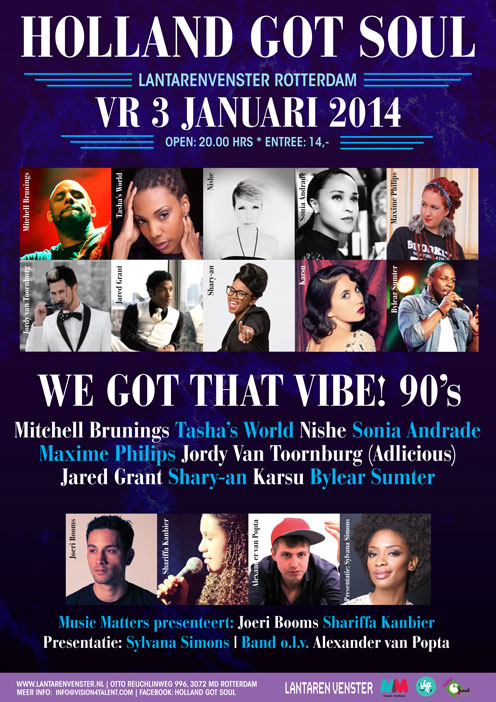 HOLLAND GOT SOUL
LANTARENVENSTER ROTTERDAM
VR 3 JANUARI 2014
OPEN: 20.00 HRS * ENTREE: 14,-
Mitchell Brunings
Tasha's World
Nishe
Sonia Andrade
Maxime Philips
Jordy van Toornburg
Jared Grant
Shary-an
Karsu
Bylear Sumter
WE GOT THAT VIBE! 90's
Mitchell Brunings Tasha's World Nishe Sonia Andrade
Maxime Philips Jordy Van Toornburg (Adlicious)
Jared Grant Shary-an Karsu Bylear Sumter
Joeri Booms
Shariffa Kanbier
Alexander van Popta
Presentatie: Sylvana Simons
Music Matters presenteert: Joeri Booms Shariffa Kanbier
Presentatie: Sylvana Simons | Band o.l.v. Alexander van Popta
WWW.LANTARENVENSTER.NL | OTTO REUCHLINWEG 996, 3072 MD ROTTERDAM
MEER INFO: INFO@VISION4TALENT.COM | FACEBOOK: HOLLAND GOT SOUL
LANTAREN VENSTER